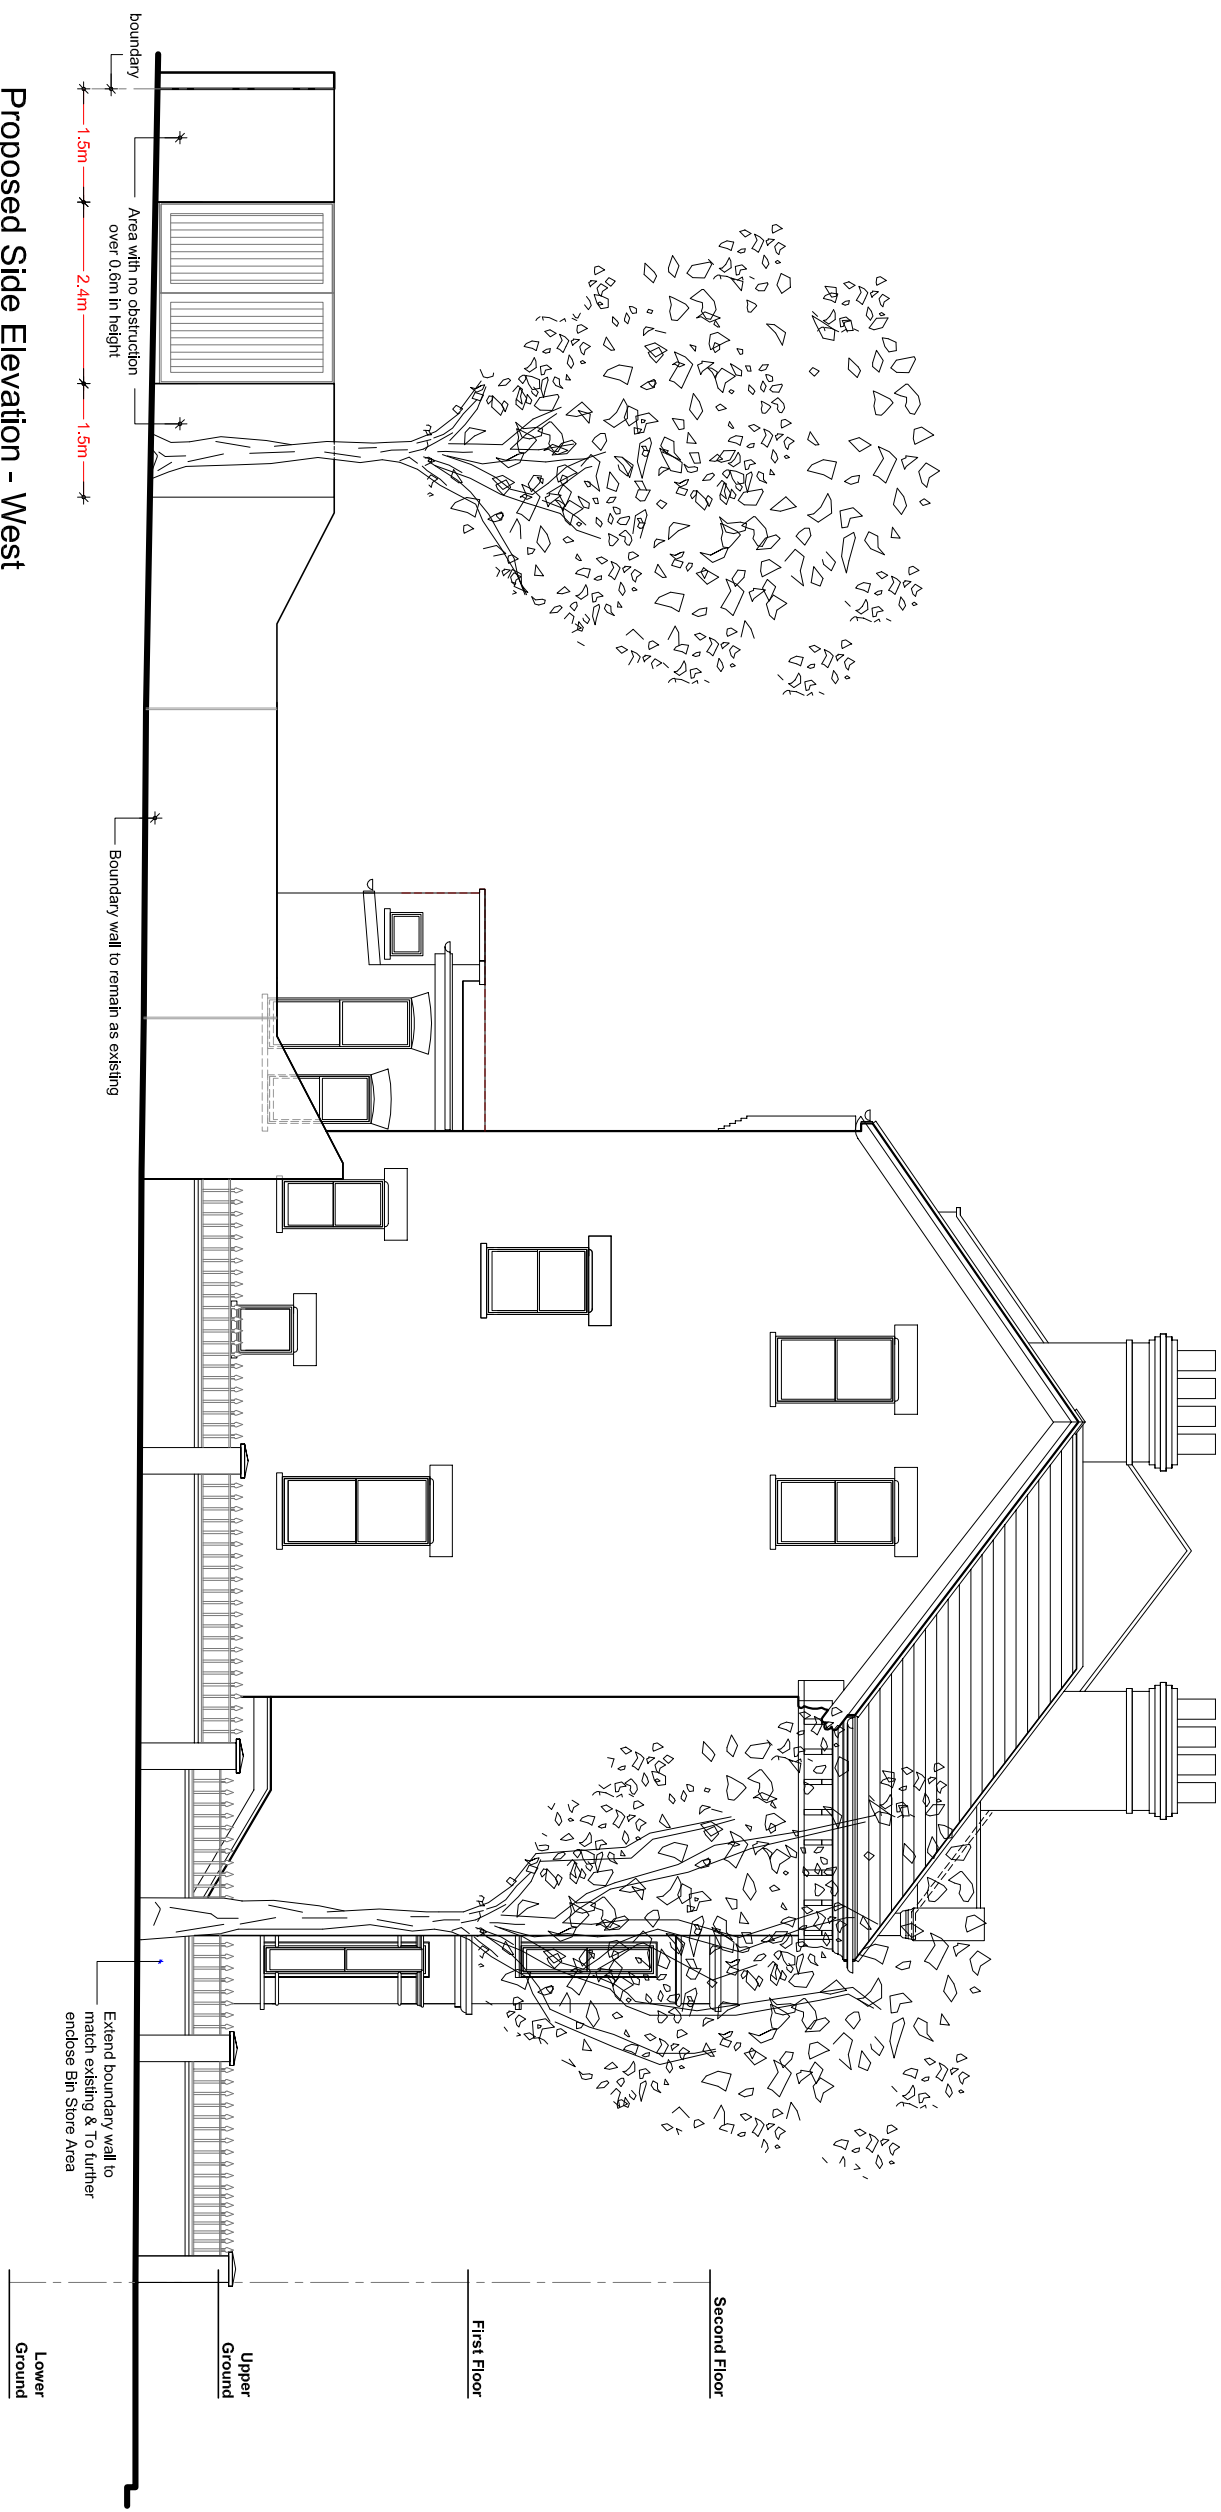 Second Floor
First Floor
Upper
Ground
Lower
Ground
boundary
Area with no obstruction
over 0.6m in height
Boundary wall to remain as existing
Extend boundary wall to
match existing & To further
enclose Bin Store Area
1.5m
2.4m
1.5m
Proposed Side Elevation - West